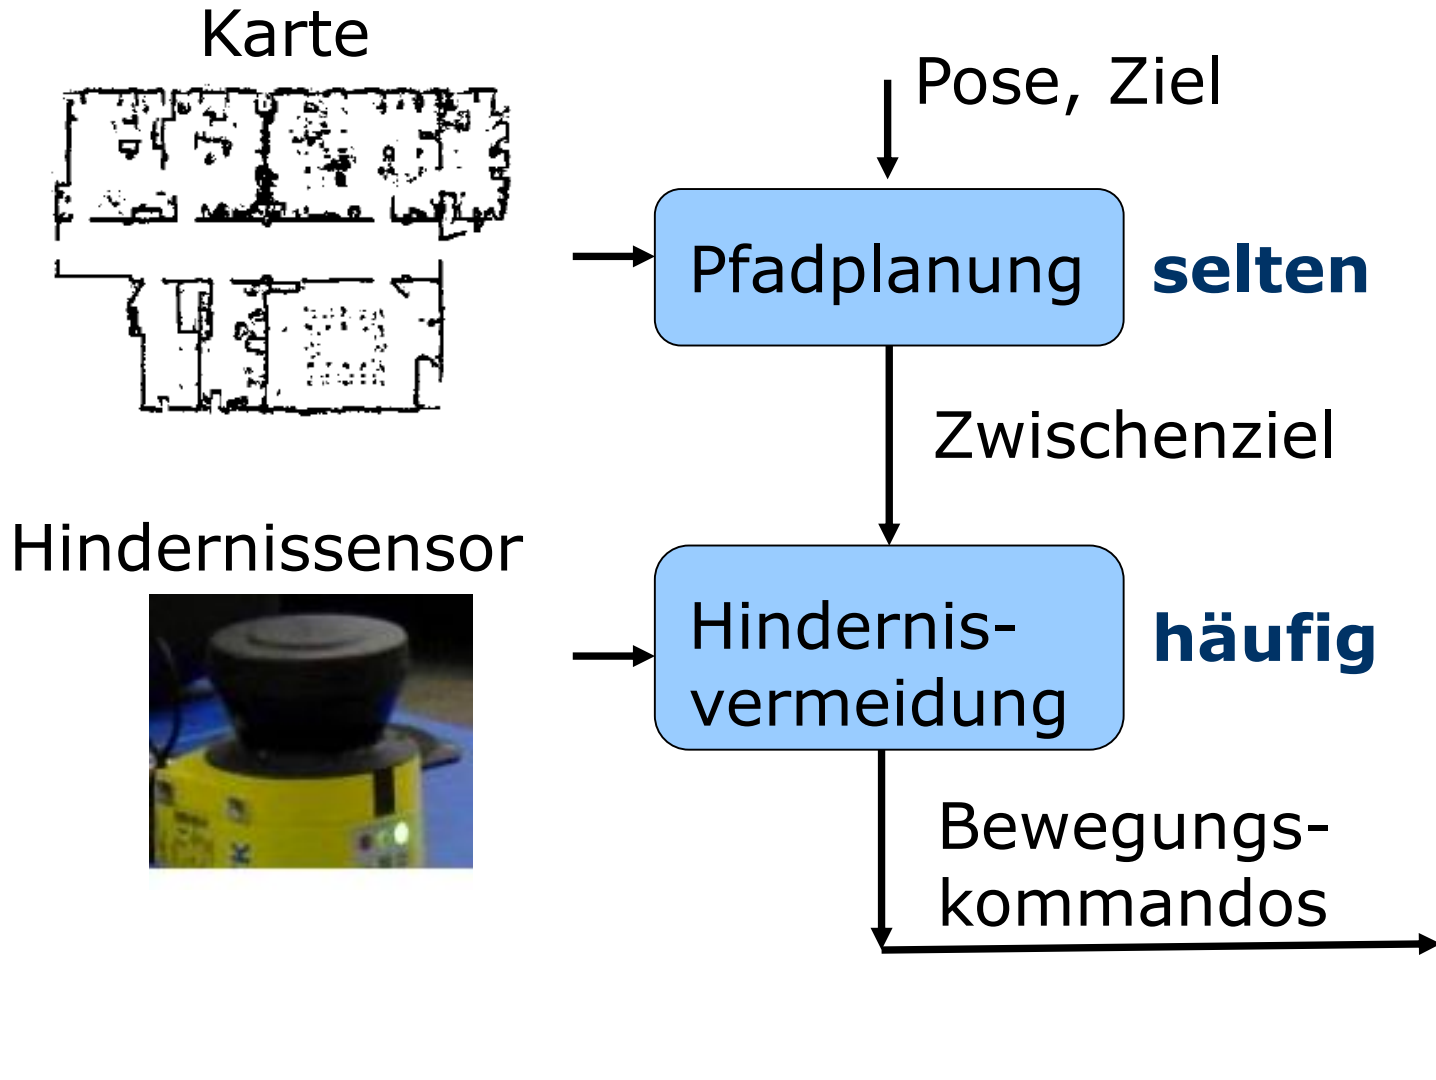 Karte
Pose, Ziel
Pfadplanung
selten
Zwischenziel
Hindernissensor
Hindernis-
vermeidung
häufig
Bewegungs-
kommandos